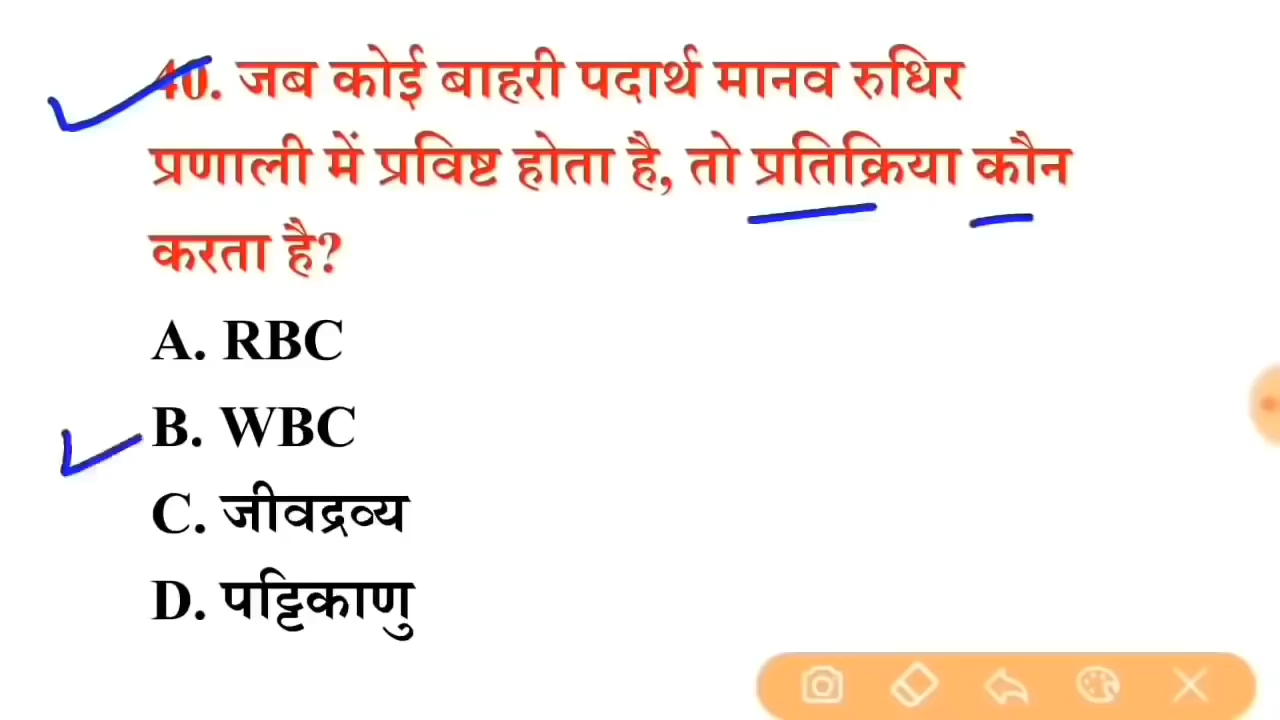 40. जब कोई बाहरी पदार्थ मानव रुधिर
प्रणाली में प्रविष्ट होता है, तो प्रतिक्रिया कौन
करता है?
A. RBC
B. WBC
C. जीवद्रव्य
D. पट्टिकाणु